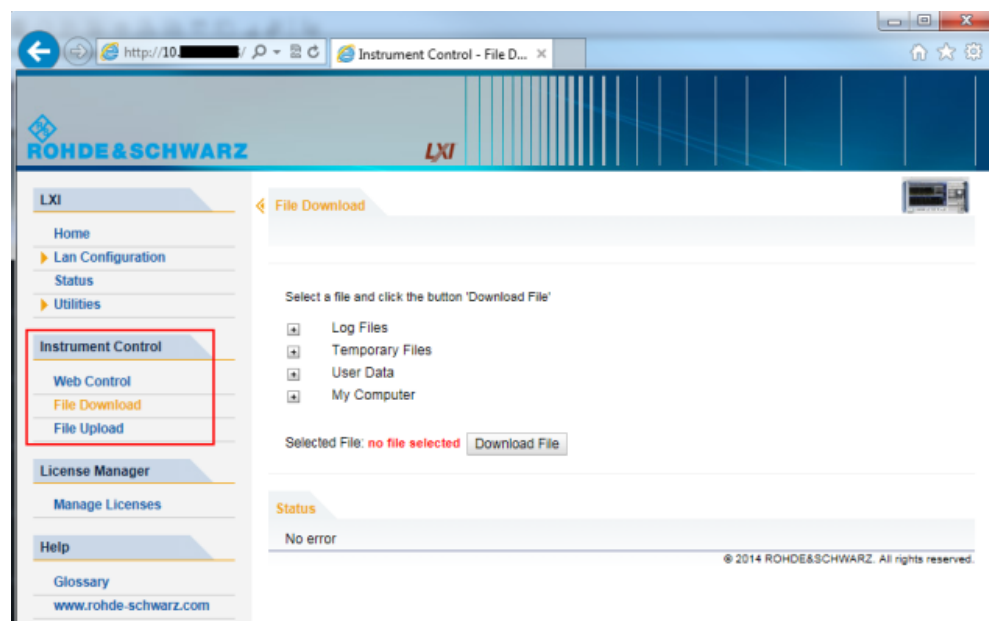 http://10. /
Instrument Control - File D...
ROHDE&SCHWARZ
LXI
LXI
Home
Lan Configuration
Status
Utilities
Instrument Control
Web Control
File Download
File Upload
License Manager
Manage Licenses
Help
Glossary
www.rohde-schwarz.com
File Download
Select a file and click the button 'Download File'
Log Files
Temporary Files
User Data
My Computer
Selected File: no file selected Download File
Status
No error
© 2014 ROHDE&SCHWARZ. All rights reserved.